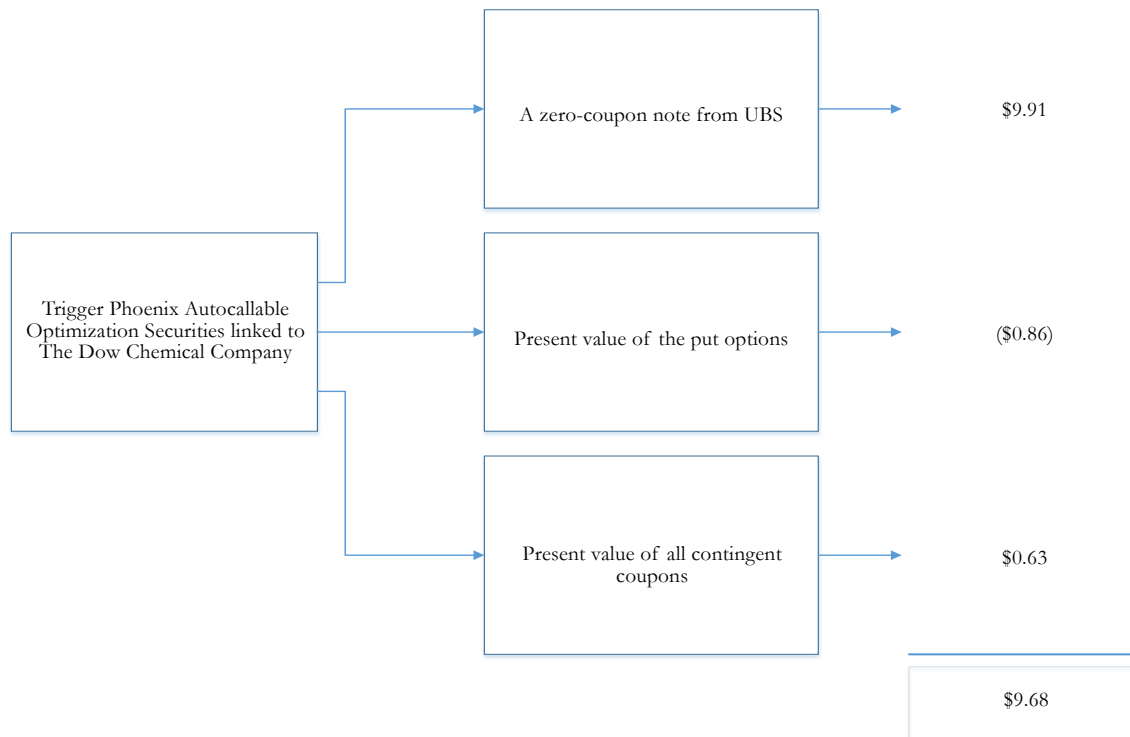 A zero-coupon note from UBS
$9.91
Trigger Phoenix Autocallable
Optimization Securities linked to
The Dow Chemical Company
Present value of the put options
($0.86)
Present value of all contingent
coupons
$0.63
$9.68